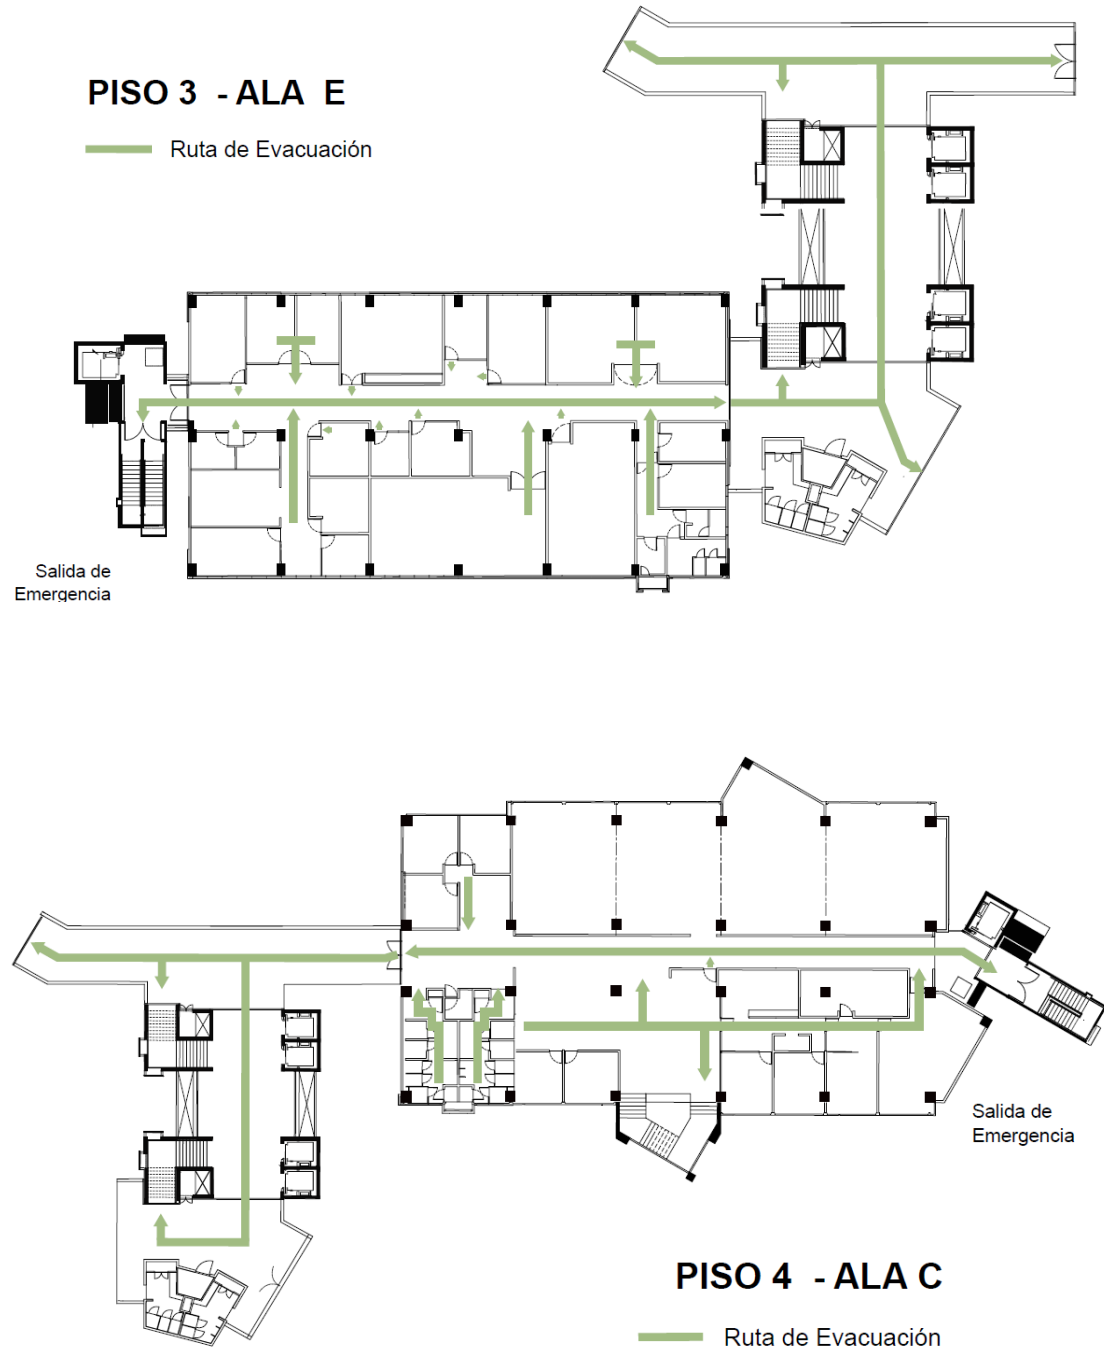 PISO 3 - ALA E
Ruta de Evacuación
Salida de
Emergencia
Salida de
Emergencia
PISO 4 - ALA C
Ruta de Evacuación